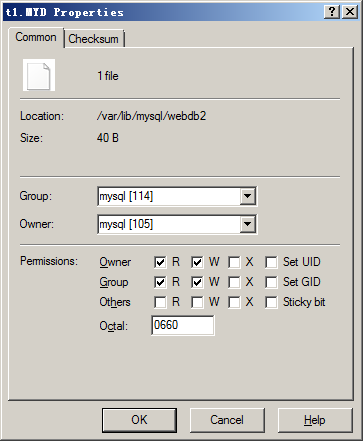 t1.MYD Properties
Common Checksum
1 file
Location: /var/lib/mysql/webdb2
Size: 40 B
Group: mysql [114]
Owner: mysql [105]
Permissions: Owner R W X Set UID
Group R W X Set GID
Others R W X Sticky bit
Octal: 0660
OK Cancel Help